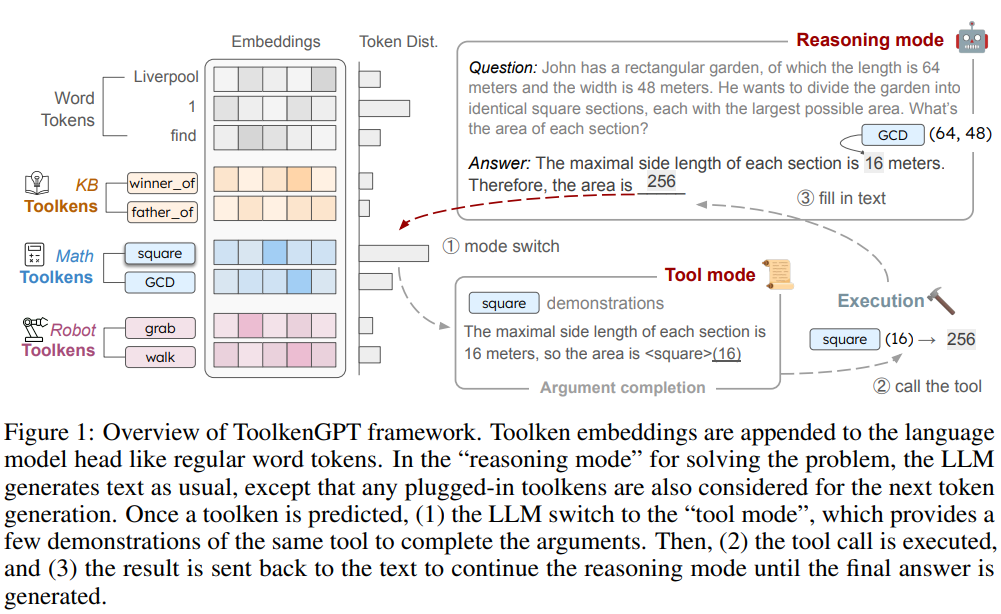 Embeddings
Token Dist.
Word
Tokens
Liverpool
1
find
KB
Toolkens
winner_of
father_of
Math
Toolkens
square
GCD
Robot
Toolkens
grab
walk
Reasoning mode
Question: John has a rectangular garden, of which the length is 64
meters and the width is 48 meters. He wants to divide the garden into
identical square sections, each with the largest possible area. What's
the area of each section?
GCD (64, 48)
Answer: The maximal side length of each section is 16 meters.
Therefore, the area is 256
③ fill in text
① mode switch
Tool mode
square demonstrations
The maximal side length of each section is
16 meters, so the area is <square>(16)
Argument completion
Execution
square (16) → 256
② call the tool
Figure 1: Overview of ToolkenGPT framework. Toolken embeddings are appended to the language
model head like regular word tokens. In the “reasoning mode” for solving the problem, the LLM
generates text as usual, except that any plugged-in toolkens are also considered for the next token
generation. Once a toolken is predicted, (1) the LLM switch to the “tool mode”, which provides a
few demonstrations of the same tool to complete the arguments. Then, (2) the tool call is executed,
and (3) the result is sent back to the text to continue the reasoning mode until the final answer is
generated.